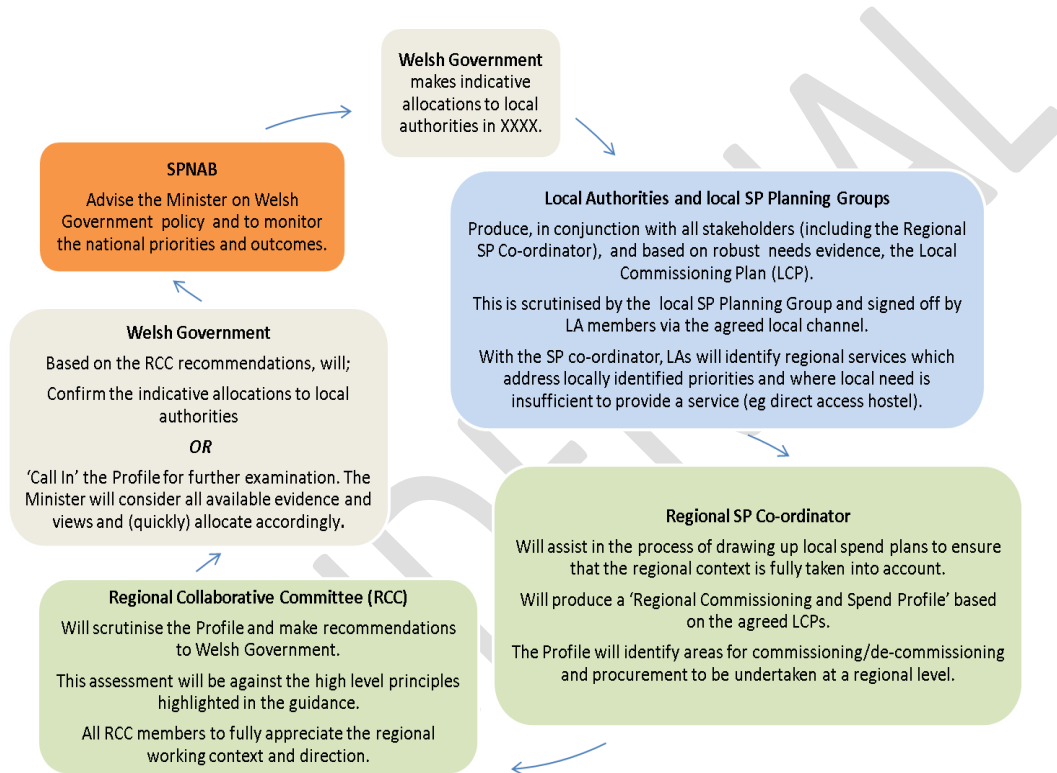 Welsh Government
makes indicative
allocations to local
authorities in XXXX.
Local Authorities and local SP Planning Groups
Produce, in conjunction with all stakeholders (including the Regional
SP Co-ordinator), and based on robust needs evidence, the Local
Commissioning Plan (LCP).
This is scrutinised by the local SP Planning Group and signed off by
LA members via the agreed local channel.
With the SP co-ordinator, LAs will identify regional services which
address locally identified priorities and where local need is
insufficient to provide a service (eg direct access hostel).
Regional SP Co-ordinator
Will assist in the process of drawing up local spend plans to ensure
that the regional context is fully taken into account.
Will produce a ‘Regional Commissioning and Spend Profile’ based
on the agreed LCPs.
The Profile will identify areas for commissioning/de-commissioning
and procurement to be undertaken at a regional level.
Regional Collaborative Committee (RCC)
Will scrutinise the Profile and make recommendations
to Welsh Government.
This assessment will be against the high level principles
highlighted in the guidance.
All RCC members to fully appreciate the regional
working context and direction.
Welsh Government
Based on the RCC recommendations, will;
Confirm the indicative allocations to local
authorities
OR
‘Call In’ the Profile for further examination. The
Minister will consider all available evidence and
views and (quickly) allocate accordingly.
SPNAB
Advise the Minister on Welsh
Government policy and to monitor
the national priorities and outcomes.